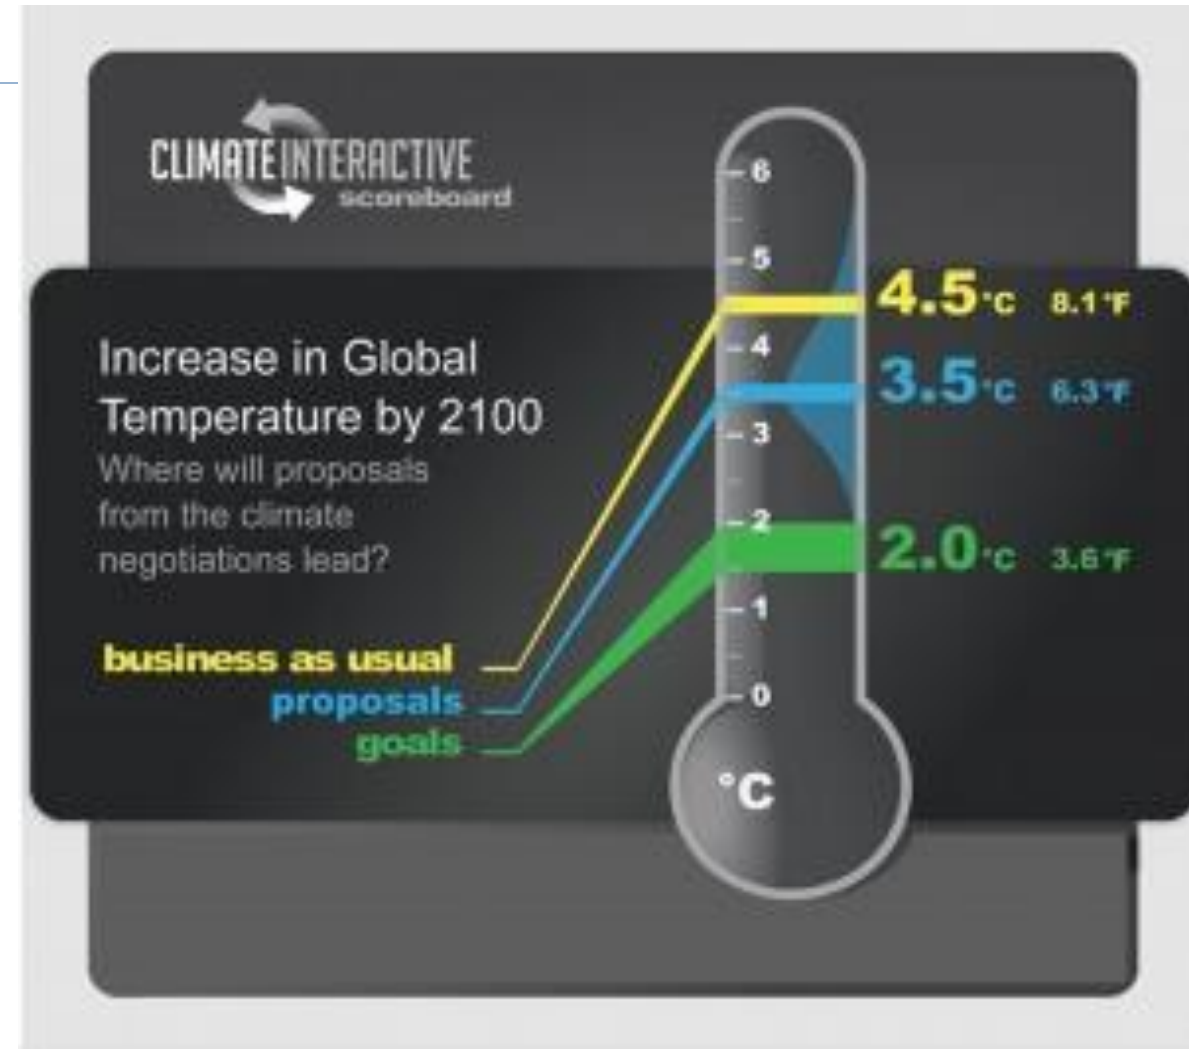 CLIMATE INTERACTIVE
scoreboard
Increase in Global
Temperature by 2100
Where will proposals
from the climate
negotiations lead?
business as usual
proposals
goals
6
5
4
3
2
1
0
°C
4.5 °C 8.1 °F
3.5 °C 6.3 °F
2.0 °C 3.6 °F